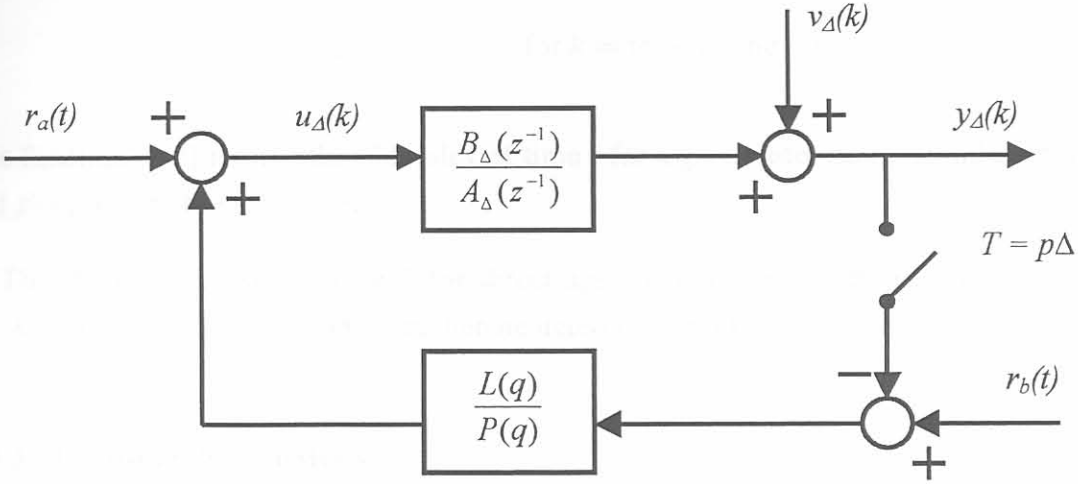 v_Δ(k)
r_a(t)
+
u_Δ(k)
B_Δ(z⁻¹)
A_Δ(z⁻¹)
+
y_Δ(k)
+
+
T = pΔ
L(q)
P(q)
−
r_b(t)
+